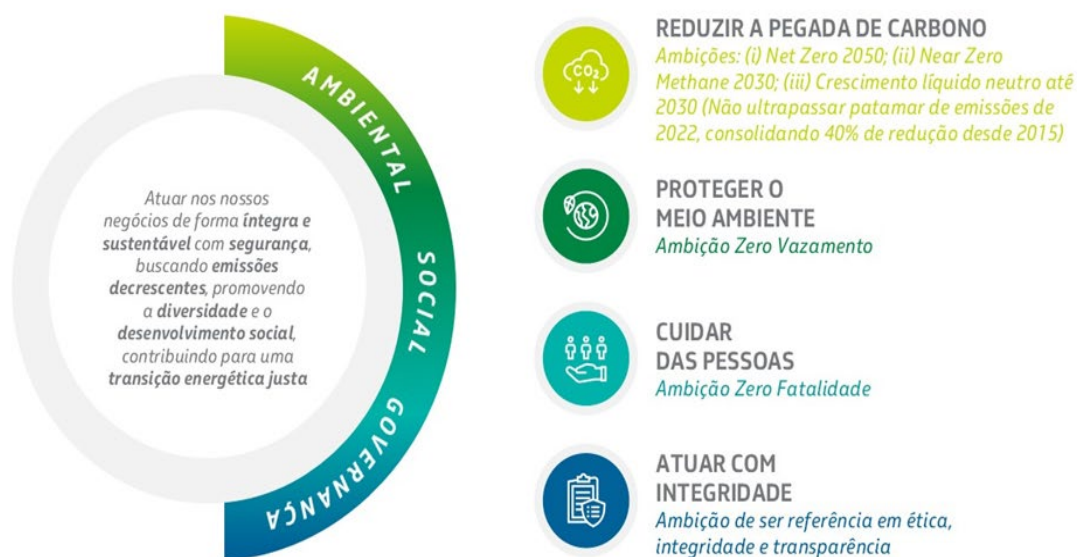 Atuar nos nossos
negócios de forma íntegra e
sustentável com segurança,
buscando emissões
decrescentes, promovendo
a diversidade e o
desenvolvimento social,
contribuindo para uma
transição energética justa
AMBIENTAL
SOCIAL
GOVERNANÇA
CO₂
REDUZIR A PEGADA DE CARBONO
Ambições: (i) Net Zero 2050; (ii) Near Zero
Methane 2030; (iii) Crescimento líquido neutro até
2030 (Não ultrapassar patamar de emissões de
2022, consolidando 40% de redução desde 2015)
PROTEGER O
MEIO AMBIENTE
Ambição Zero Vazamento
CUIDAR
DAS PESSOAS
Ambição Zero Fatalidade
ATUAR COM
INTEGRIDADE
Ambição de ser referência em ética,
integridade e transparência